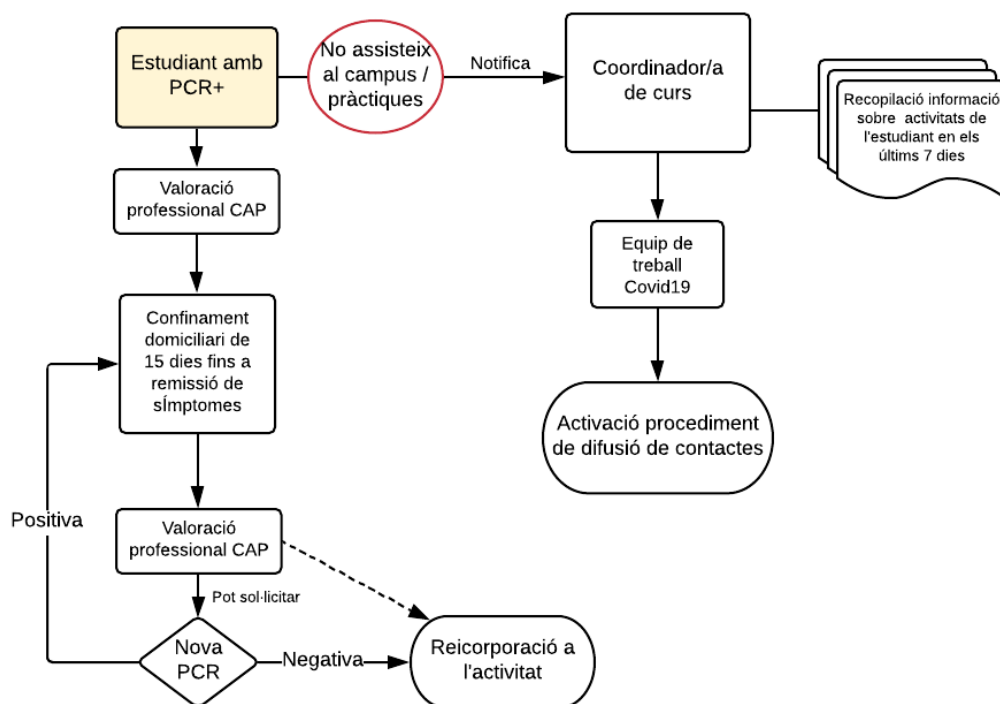 Estudiant amb
PCR+
No assisteix
al campus /
pràctiques
Notifica
Coordinador/a
de curs
Recopilació informació
sobre activitats de
l'estudiant en els
últims 7 dies
Valoració
professional CAP
Equip de
treball
Covid19
Confinament
domiciliari de
15 dies fins a
remissió de
sÍmptomes
Activació procediment
de difusió de contactes
Positiva
Valoració
professional CAP
Pot sol·licitar
Nova
PCR
Negativa
Reicorporació a
l'activitat